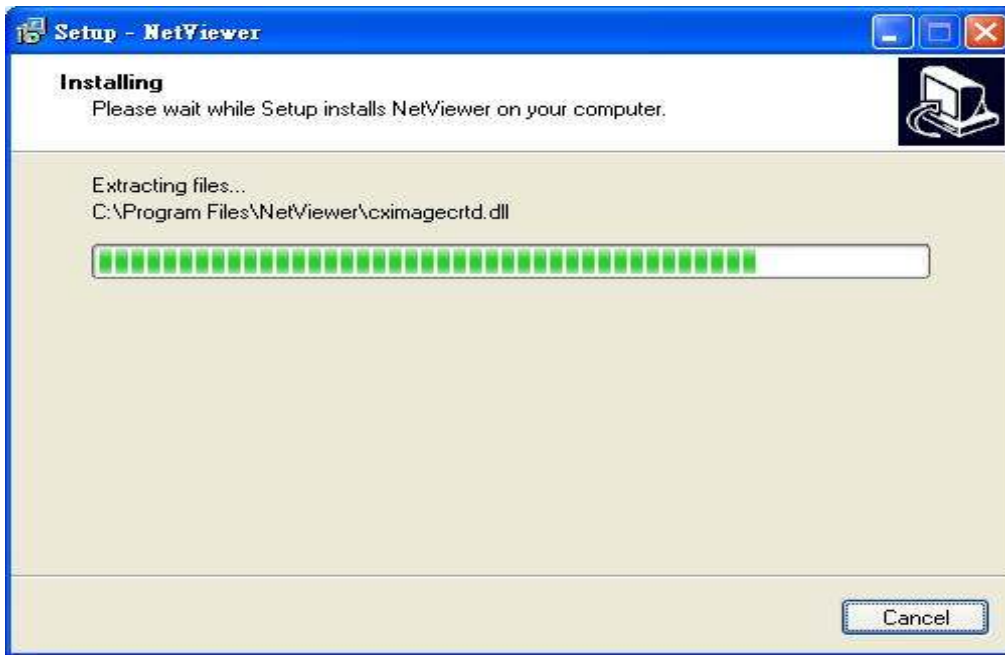 Setup - NetViewer
Installing
Please wait while Setup installs NetViewer on your computer.
Extracting files...
C:\Program Files\NetViewer\cximagecrtd.dll
Cancel